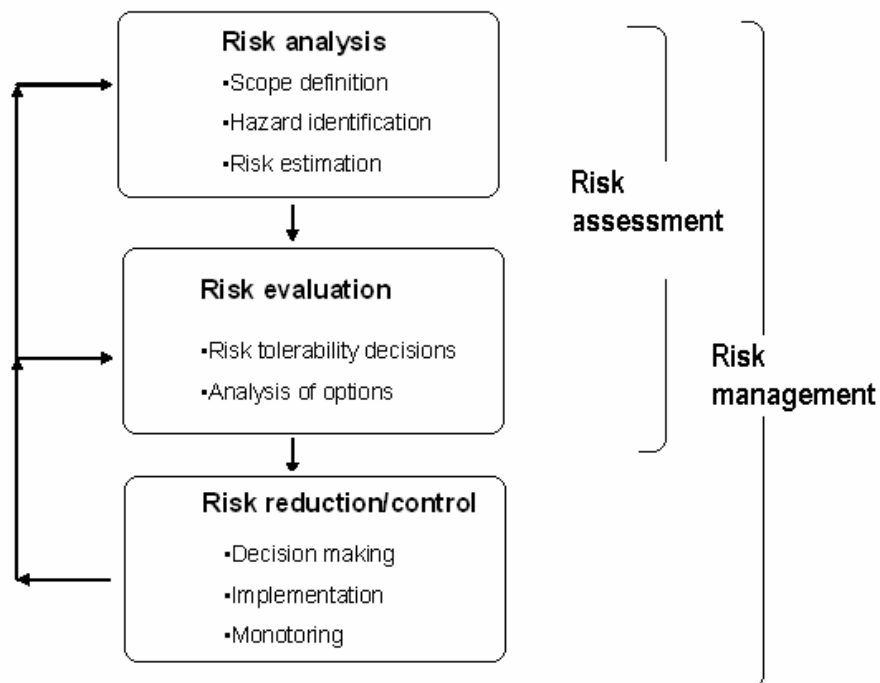 Risk analysis
▪Scope definition
▪Hazard identification
▪Risk estimation
Risk
assessment
Risk evaluation
▪Risk tolerability decisions
▪Analysis of options
Risk
management
Risk reduction/control
▪Decision making
▪Implementation
▪Monotoring